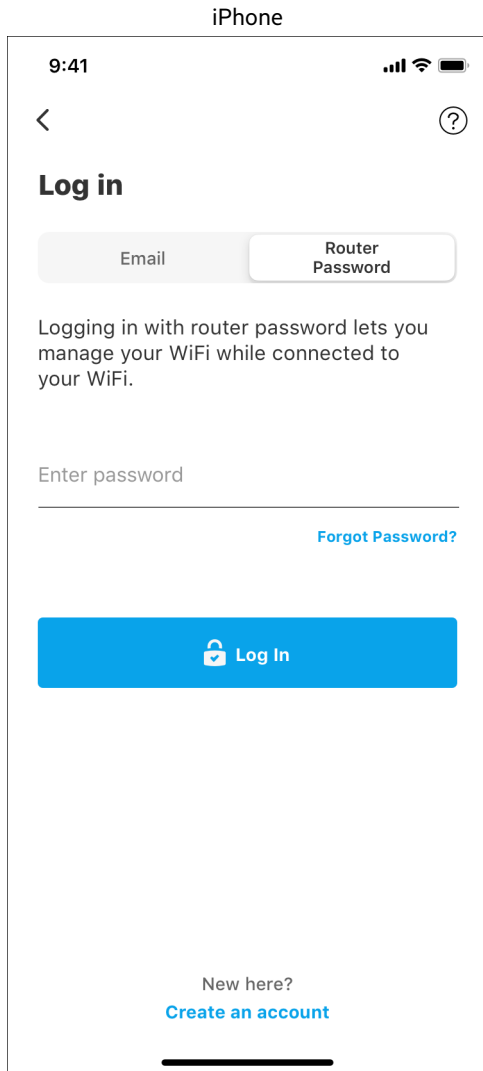 iPhone
9:41
?
Log in
Email
Router
Password
Logging in with router password lets you
manage your WiFi while connected to
your WiFi.
Enter password
Forgot Password?
Log In
New here?
Create an account